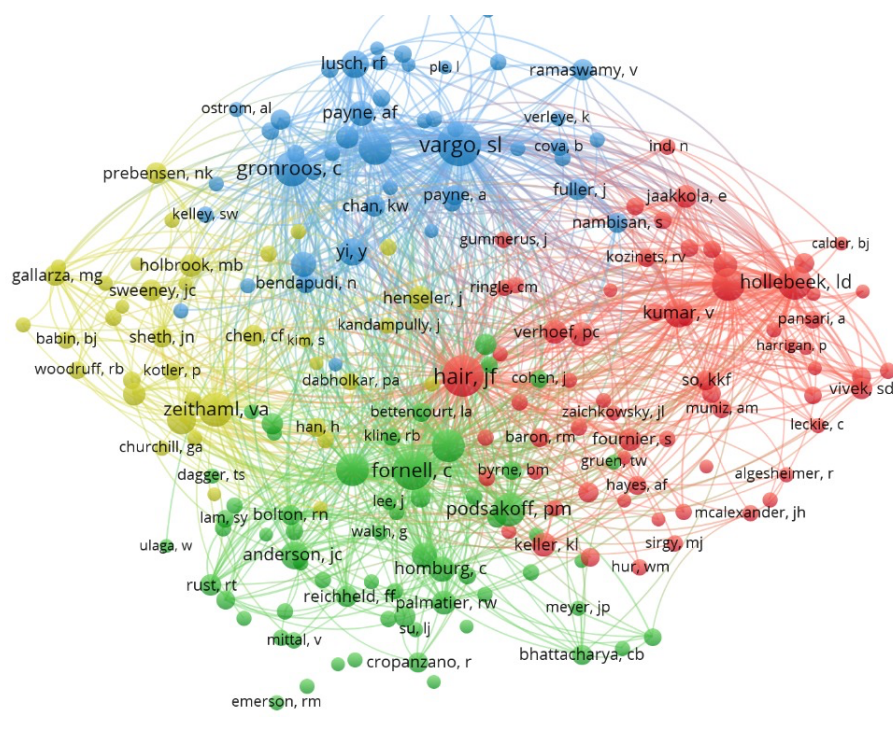 lusch, rf
ple, l
ramaswamy, v
ostrom, al
payne, af
verleye, k
vargo, sl
cova, b
ind, n
prebensen, nk
gronroos, c
payne, a
fuller, j
jaakkola, e
kelley, sw
chan, kw
nambisan, s
gummerus, j
calder, bj
yi, y
kozinets, rv
gallarza, mg
holbrook, mb
bendapudi, n
hollebeek, ld
sweeney, jc
henseler, j
ringle, cm
kumar, v
pansari, a
babin, bj
sheth, jn
chen, cf
kim, s
kandampully, j
verhoef, pc
harrigan, p
woodruff, rb
kotler, p
dabholkar, pa
hair, jf
cohen, j
so, kkf
vivek, sd
zeithaml, va
bettencourt, la
zaichkowsky, jl
muniz, am
han, h
kline, rb
baron, rm
fournier, s
leckie, c
churchill, ga
gruen, tw
dagger, ts
fornell, c
byrne, bm
hayes, af
algesheimer, r
lee, j
podsakoff, pm
mcalexander, jh
lam, sy
bolton, rn
walsh, g
ulaga, w
anderson, jc
keller, kl
sirgy, mj
homburg, c
hur, wm
rust, rt
reichheld, ff
palmatier, rw
meyer, jp
su, lj
mittal, v
bhattacharya, cb
cropanzano, r
emerson, rm